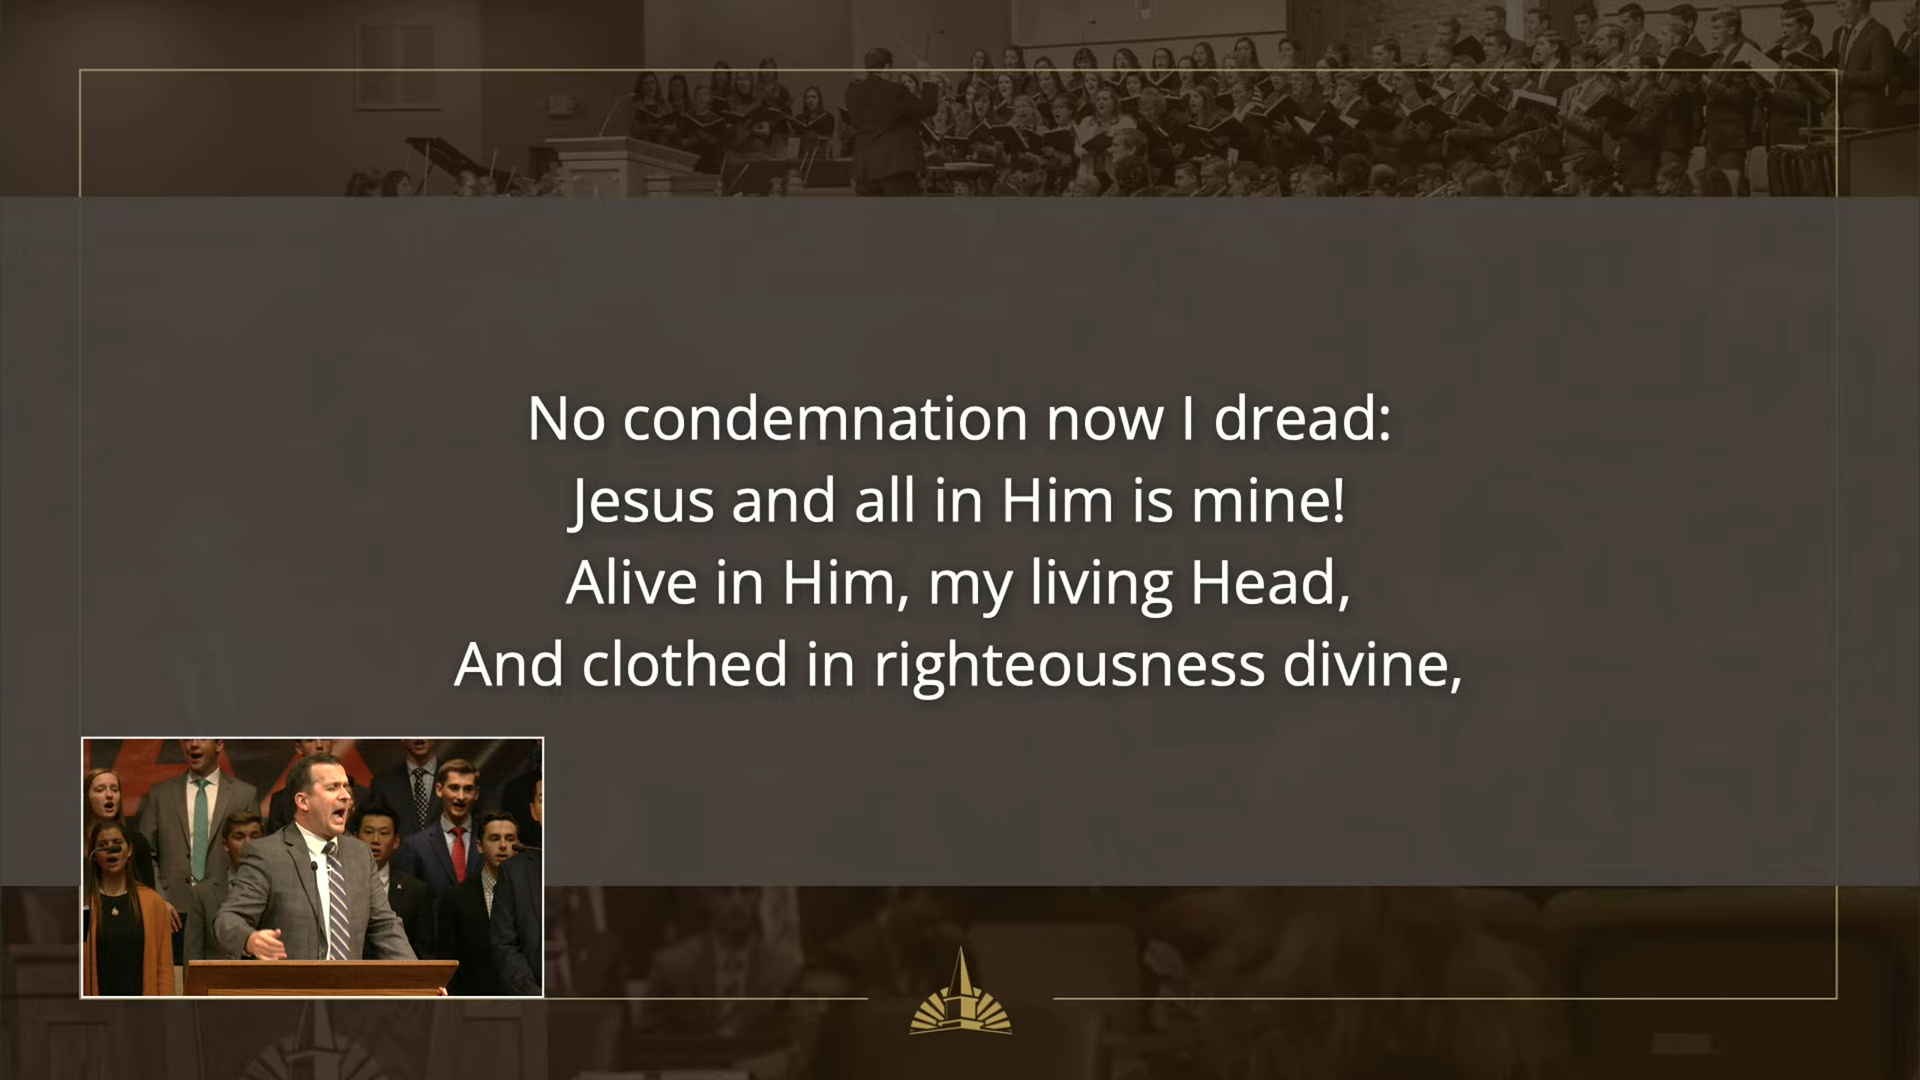 No condemnation now I dread:
Jesus and all in Him is mine!
Alive in Him, my living Head,
And clothed in righteousness divine,